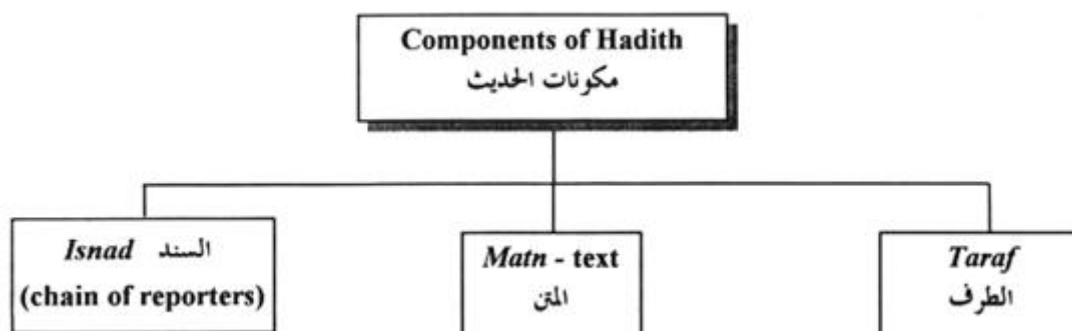 Components of Hadith
مكونات الحديث
Isnad السند
(chain of reporters)
Matn - text
المتن
Taraf
الطرف